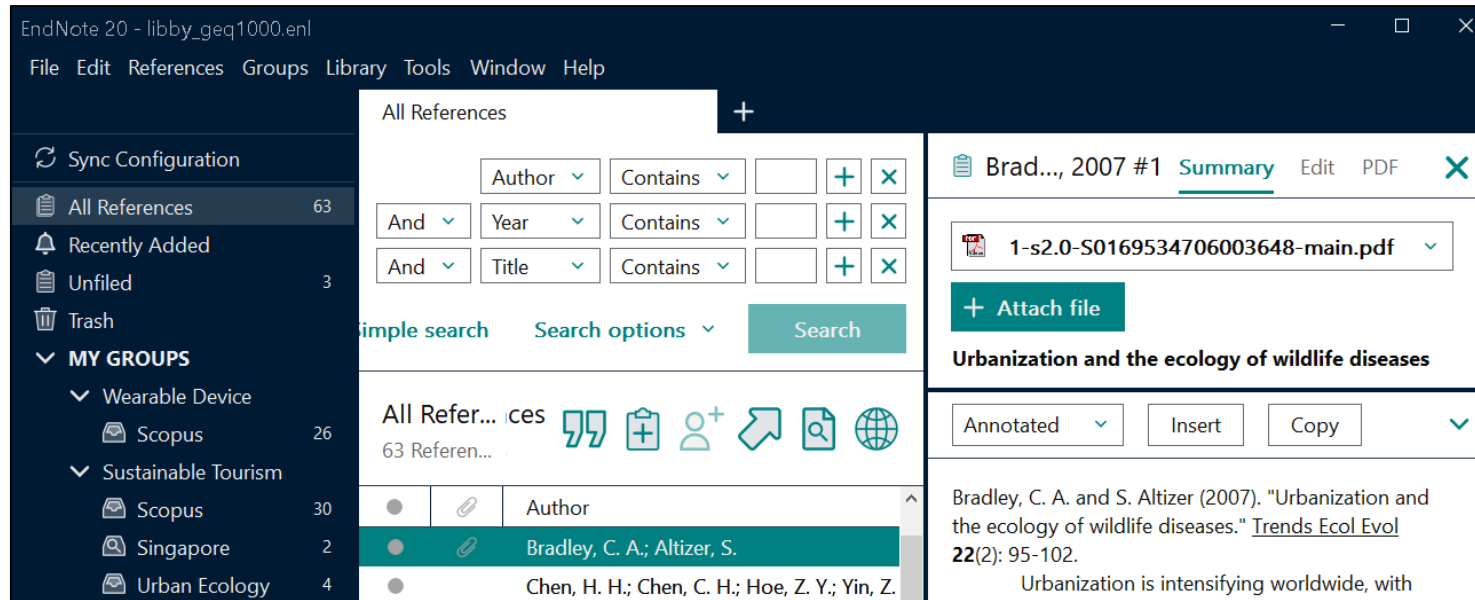 EndNote 20 - libby_geq1000.enl
File Edit References Groups Library Tools Window Help
All References
Sync Configuration
All References 63
Recently Added
Unfiled 3
Trash
MY GROUPS
Wearable Device
Scopus 26
Sustainable Tourism
Scopus 30
Singapore 2
Urban Ecology 4
Author Contains
And Year Contains
And Title Contains
Simple search Search options Search
All Refer... ces
63 Referen...
Author
Bradley, C. A.; Altizer, S.
Chen, H. H.; Chen, C. H.; Hoe, Z. Y.; Yin, Z.
Brad..., 2007 #1 Summary Edit PDF
1-s2.0-S0169534706003648-main.pdf
+ Attach file
Urbanization and the ecology of wildlife diseases
Annotated Insert Copy
Bradley, C. A. and S. Altizer (2007). "Urbanization and
the ecology of wildlife diseases." Trends Ecol Evol
22(2): 95-102.
Urbanization is intensifying worldwide, with